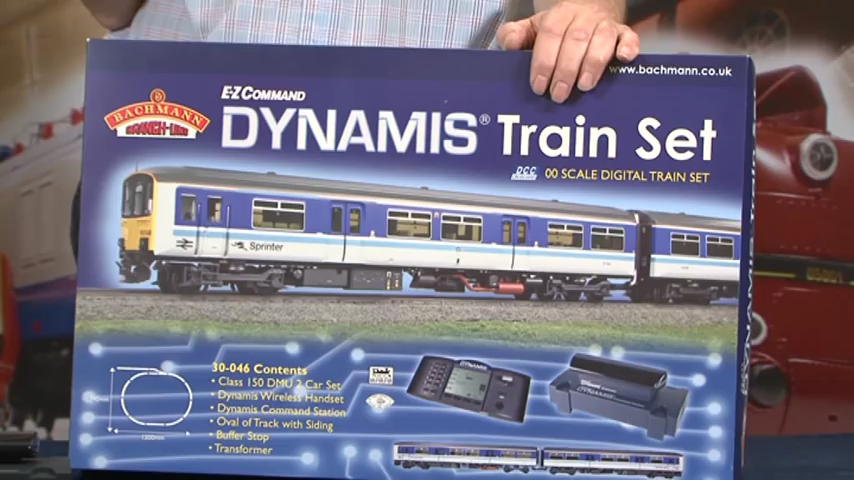 www.bachmann.co.uk
E-Z COMMAND
BACHMANN
BRANCH-LINE
DYNAMIS® Train Set
DCC
00 SCALE DIGITAL TRAIN SET
Sprinter
30-046 Contents
• Class 150 DMU 2 Car Set
• Dynamis Wireless Handset
• Dynamis Command Station
• Oval of Track with Siding
• Buffer Stop
• Transformer
DYNAMIS
DYNAMIS